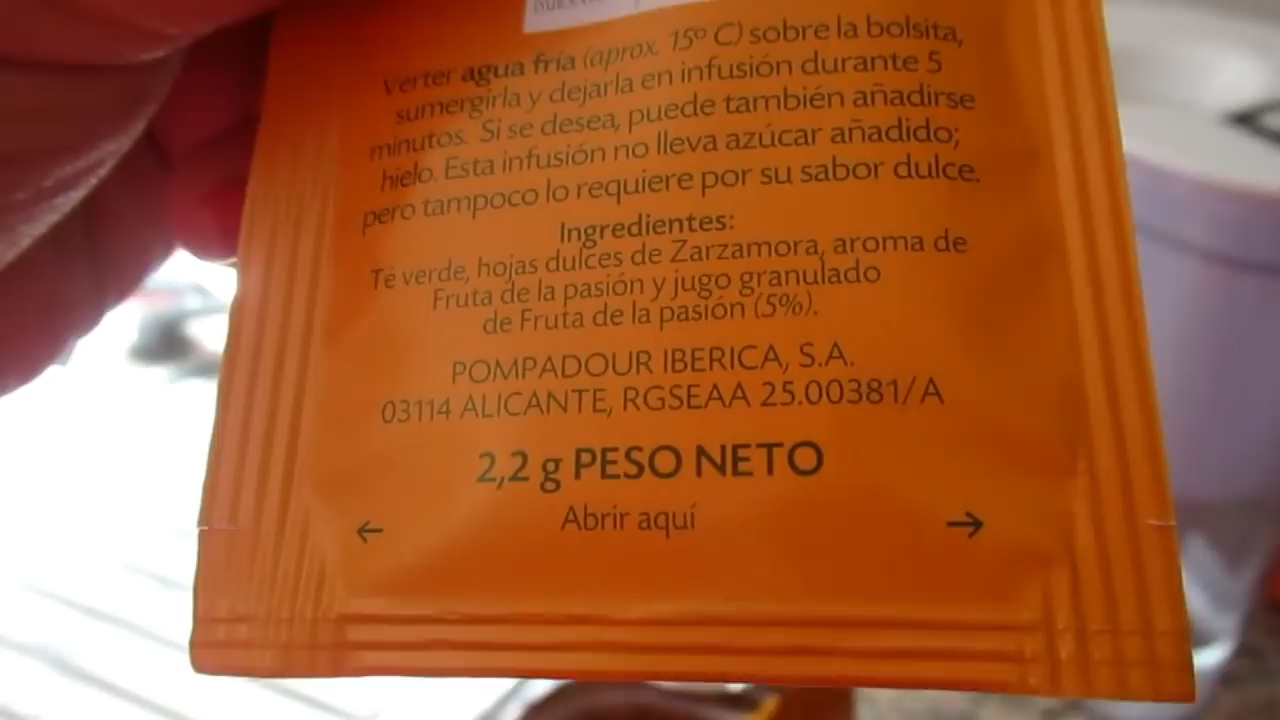 Verter agua fría (aprox. 15º C) sobre la bolsita,
sumergirla y dejarla en infusión durante 5
minutos. Si se desea, puede también añadirse
hielo. Esta infusión no lleva azúcar añadido;
pero tampoco lo requiere por su sabor dulce.
Ingredientes:
Té verde, hojas dulces de Zarzamora, aroma de
Fruta de la pasión y jugo granulado
de Fruta de la pasión (5%).
POMPADOUR IBERICA, S.A.
03114 ALICANTE, RGSEAA 25.00381/A
2,2 g PESO NETO
← Abrir aquí →